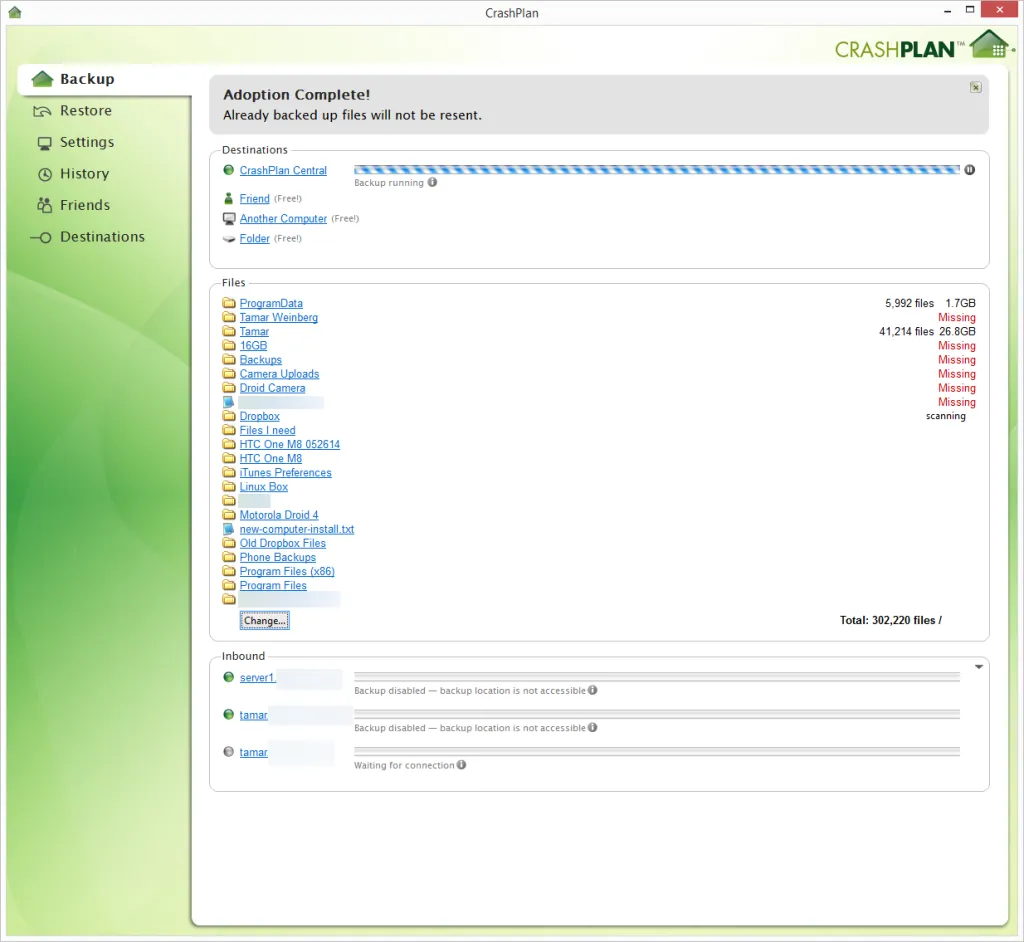 CrashPlan
CRASHPLAN™
Backup
Restore
Settings
History
Friends
Destinations
Adoption Complete!
Already backed up files will not be resent.
Destinations
CrashPlan Central
Backup running
Friend (Free!)
Another Computer (Free!)
Folder (Free!)
Files
ProgramData 5,992 files 1.7GB
Tamar Weinberg Missing
Tamar 41,214 files 26.8GB
16GB Missing
Backups Missing
Camera Uploads Missing
Droid Camera Missing
Missing
Dropbox scanning
Files I need
HTC One M8 052614
HTC One M8
iTunes Preferences
Linux Box
Motorola Droid 4
new-computer-install.txt
Old Dropbox Files
Phone Backups
Program Files (x86)
Program Files
Change... Total: 302,220 files /
Inbound
server1.
Backup disabled — backup location is not accessible
tamar
Backup disabled — backup location is not accessible
tamar
Waiting for connection